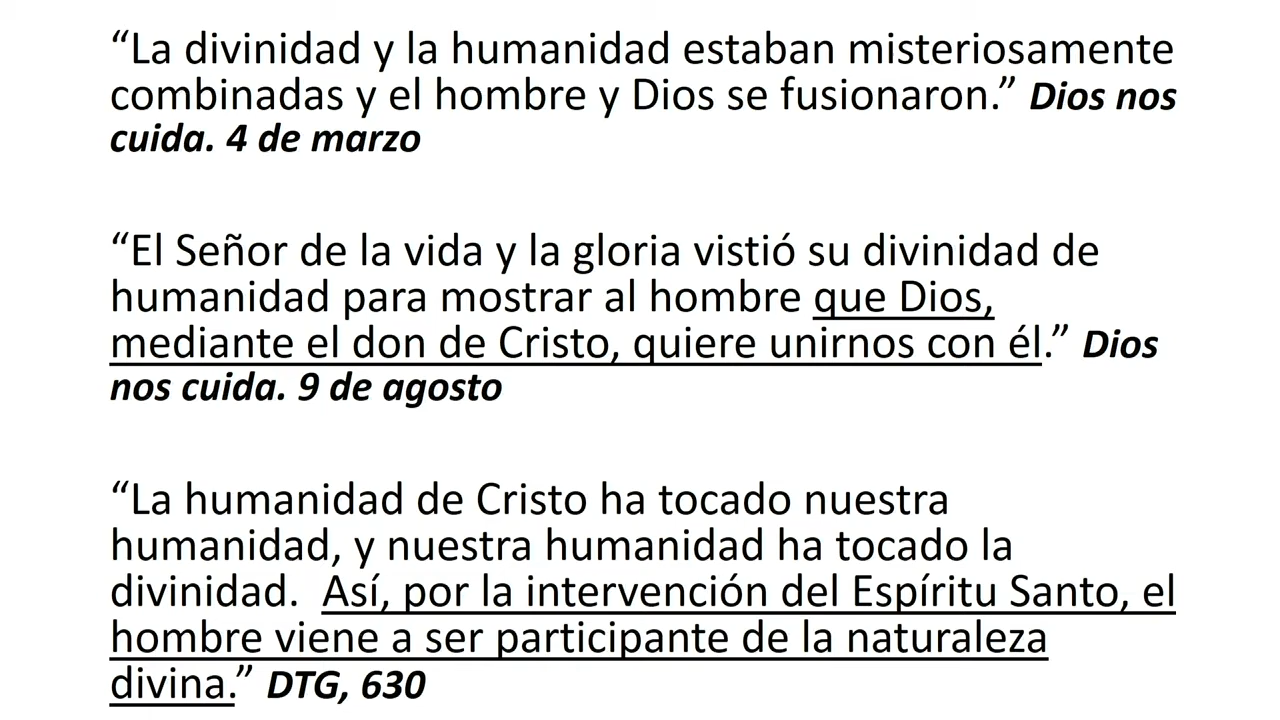 “La divinidad y la humanidad estaban misteriosamente
combinadas y el hombre y Dios se fusionaron.” Dios nos
cuida. 4 de marzo
“El Señor de la vida y la gloria vistió su divinidad de
humanidad para mostrar al hombre que Dios,
mediante el don de Cristo, quiere unirnos con él.” Dios
nos cuida. 9 de agosto
“La humanidad de Cristo ha tocado nuestra
humanidad, y nuestra humanidad ha tocado la
divinidad. Así, por la intervención del Espíritu Santo, el
hombre viene a ser participante de la naturaleza
divina.” DTG, 630